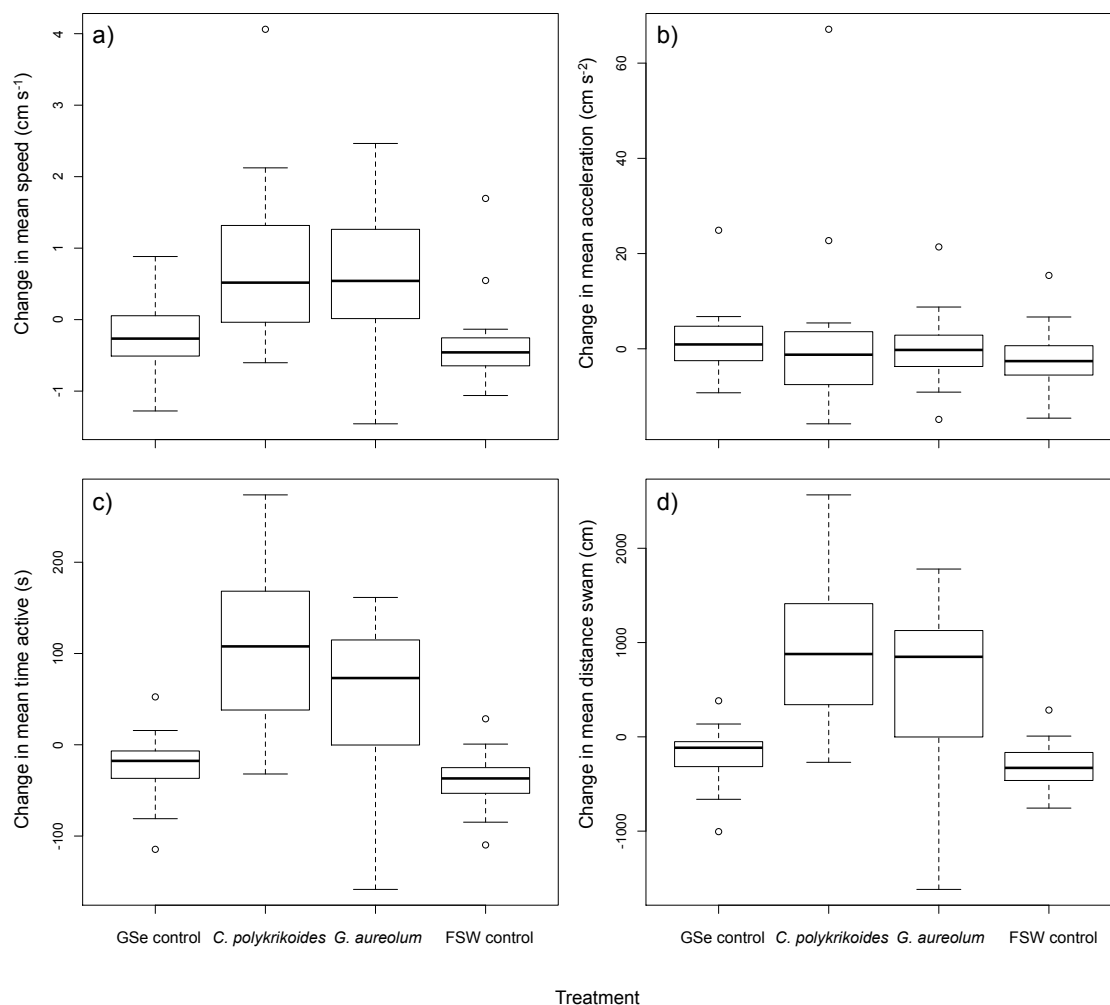 a)
Change in mean speed (cm s⁻¹)
4
3
2
1
0
-1
b)
Change in mean acceleration (cm s⁻²)
60
40
20
0
c)
Change in mean time active (s)
200
100
0
-100
d)
Change in mean distance swam (cm)
2000
1000
0
-1000
GSe control C. polykrikoides G. aureolum FSW control
GSe control C. polykrikoides G. aureolum FSW control
Treatment